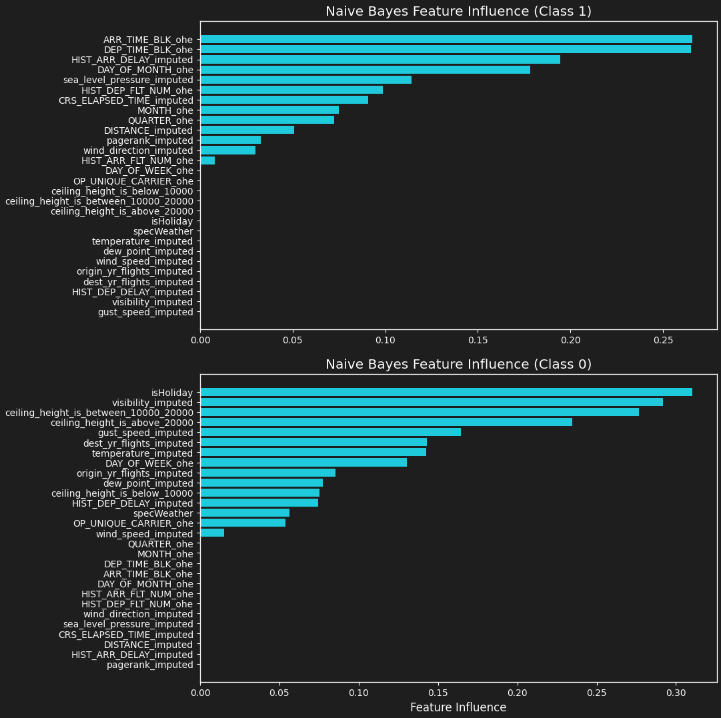 Naive Bayes Feature Influence (Class 1)
ARR_TIME_BLK_ohe
DEP_TIME_BLK_ohe
HIST_ARR_DELAY_imputed
DAY_OF_MONTH_ohe
sea_level_pressure_imputed
HIST_DEP_FLT_NUM_ohe
CRS_ELAPSED_TIME_imputed
MONTH_ohe
QUARTER_ohe
DISTANCE_imputed
pagerank_imputed
wind_direction_imputed
HIST_ARR_FLT_NUM_ohe
DAY_OF_WEEK_ohe
OP_UNIQUE_CARRIER_ohe
ceiling_height_is_below_10000
ceiling_height_is_between_10000_20000
ceiling_height_is_above_20000
isHoliday
specWeather
temperature_imputed
dew_point_imputed
wind_speed_imputed
origin_yr_flights_imputed
dest_yr_flights_imputed
HIST_DEP_DELAY_imputed
visibility_imputed
gust_speed_imputed
0.00 0.05 0.10 0.15 0.20 0.25
Naive Bayes Feature Influence (Class 0)
isHoliday
visibility_imputed
ceiling_height_is_between_10000_20000
ceiling_height_is_above_20000
gust_speed_imputed
dest_yr_flights_imputed
temperature_imputed
DAY_OF_WEEK_ohe
origin_yr_flights_imputed
dew_point_imputed
ceiling_height_is_below_10000
HIST_DEP_DELAY_imputed
specWeather
OP_UNIQUE_CARRIER_ohe
wind_speed_imputed
QUARTER_ohe
MONTH_ohe
DEP_TIME_BLK_ohe
ARR_TIME_BLK_ohe
DAY_OF_MONTH_ohe
HIST_ARR_FLT_NUM_ohe
HIST_DEP_FLT_NUM_ohe
wind_direction_imputed
sea_level_pressure_imputed
CRS_ELAPSED_TIME_imputed
DISTANCE_imputed
HIST_ARR_DELAY_imputed
pagerank_imputed
0.00 0.05 0.10 0.15 0.20 0.25 0.30
Feature Influence